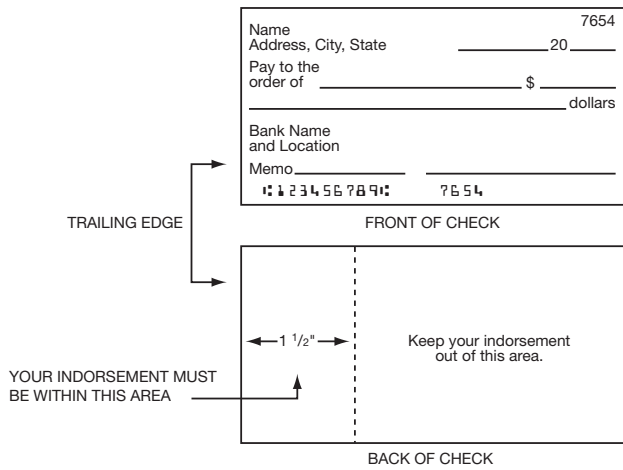 7654
Name
Address, City, State
20
Pay to the
order of $
dollars
Bank Name
and Location
Memo
⑆123456789⑆ 7654
FRONT OF CHECK
TRAILING EDGE
1 1/2"
Keep your indorsement
out of this area.
YOUR INDORSEMENT MUST
BE WITHIN THIS AREA
BACK OF CHECK